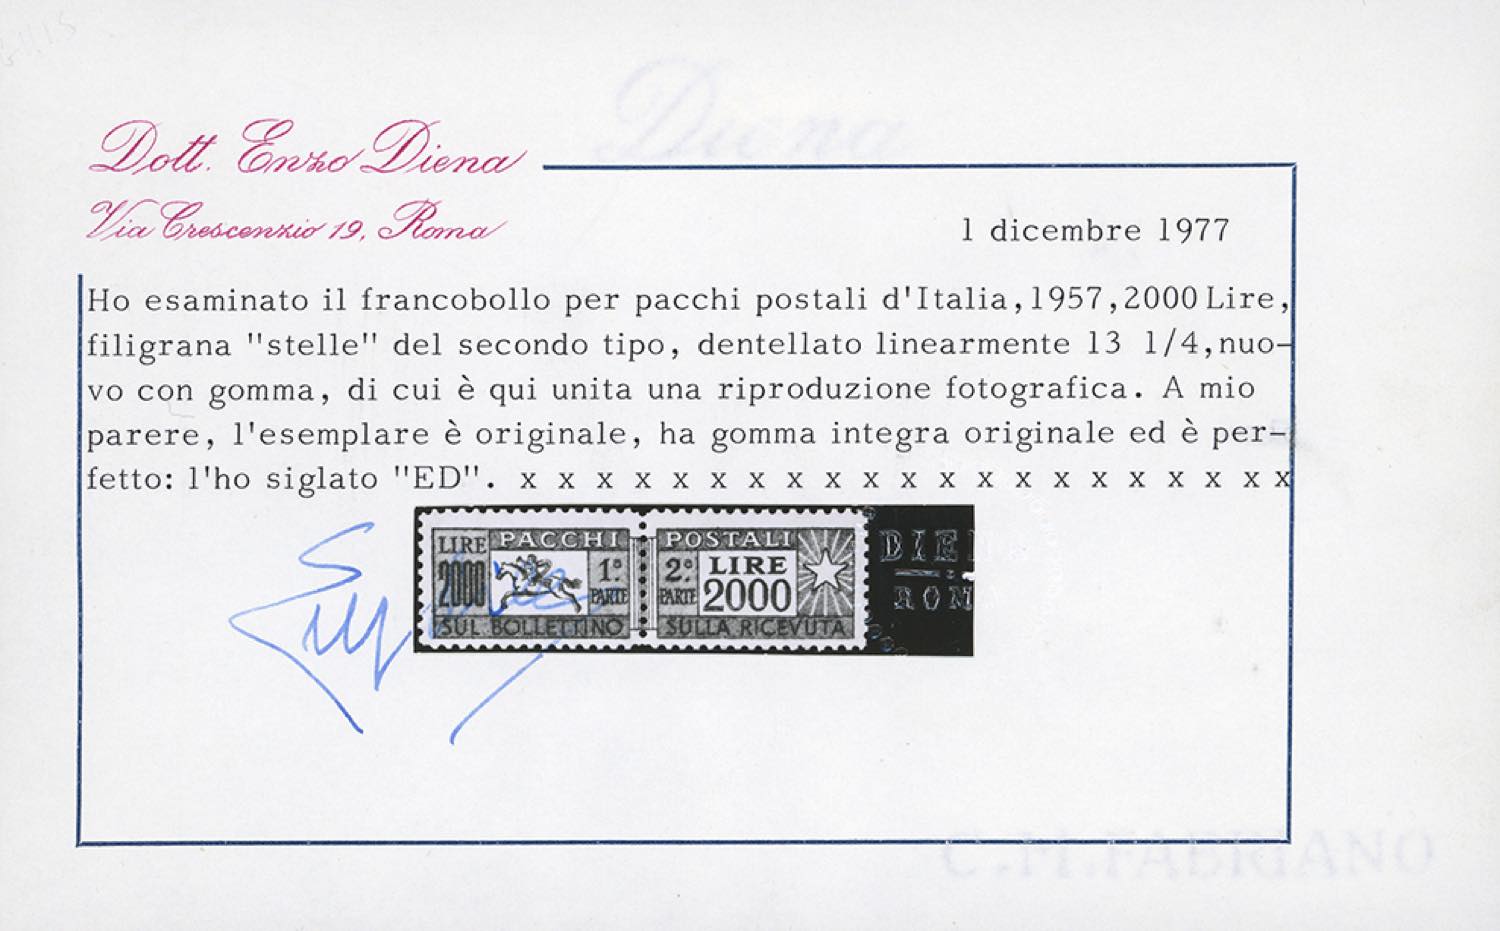 Diena
Dott. Enzo Diena
Via Crescenzio 19, Roma
1 dicembre 1977
Ho esaminato il francobollo per pacchi postali d'Italia,1957,2000 Lire,
filigrana "stelle" del secondo tipo, dentellato linearmente 13 1/4,nuo-
vo con gomma, di cui è qui unita una riproduzione fotografica. A mio
parere, l'esemplare è originale, ha gomma integra originale ed è per-
fetto: l'ho siglato "ED". x x x x x x x x x x x x x x x x x x x x x
PACCHI POSTALI
LIRE 2000 1ª PARTE 2ª PARTE LIRE 2000
SUL BOLLETTINO SULLA RICEVUTA
DIE
ROM
C.M.FABRIANO